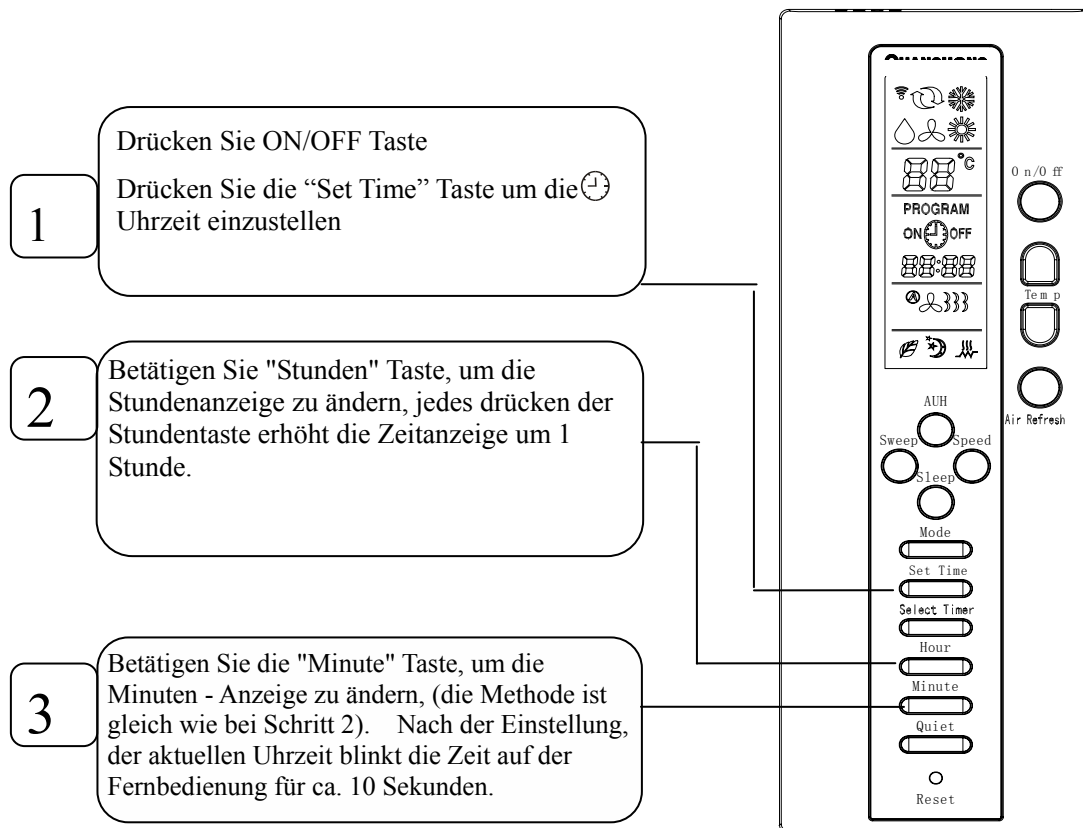 1
Drücken Sie ON/OFF Taste
Drücken Sie die “Set Time” Taste um die
Uhrzeit einzustellen
2
Betätigen Sie "Stunden" Taste, um die
Stundenanzeige zu ändern, jedes drücken der
Stundentaste erhöht die Zeitanzeige um 1
Stunde.
3
Betätigen Sie die "Minute" Taste, um die
Minuten - Anzeige zu ändern, (die Methode ist
gleich wie bei Schritt 2). Nach der Einstellung,
der aktuellen Uhrzeit blinkt die Zeit auf der
Fernbedienung für ca. 10 Sekunden.
88°C
PROGRAM
ON OFF
88:88
On/Off
Temp
Air Refresh
AUH
Sweep Speed
Sleep
Mode
Set Time
Select Timer
Hour
Minute
Quiet
Reset